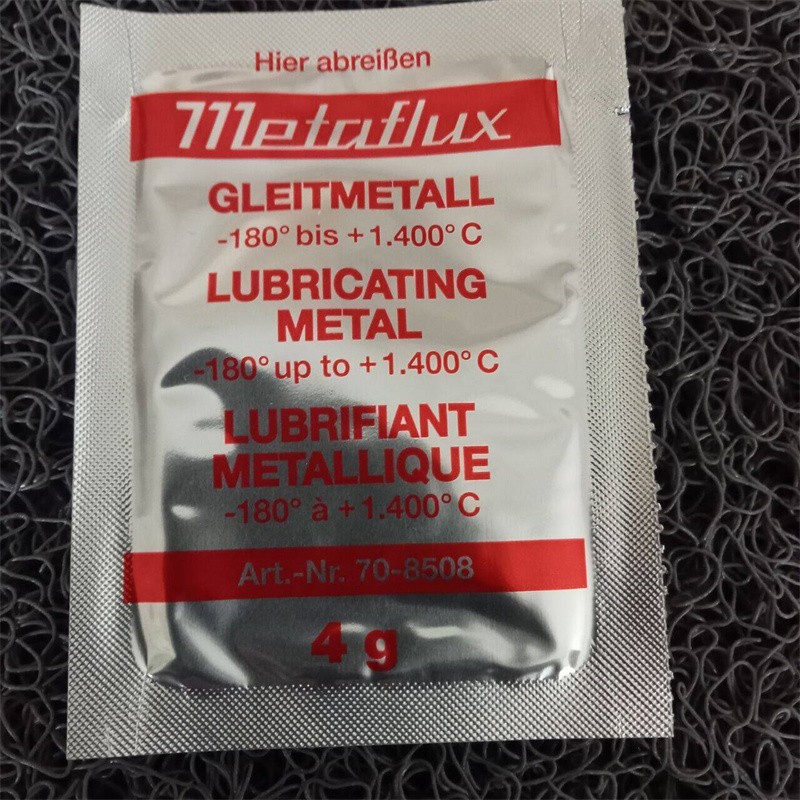 Hier abreißen
Metaflux
GLEITMETALL
-180° bis +1.400° C
LUBRICATING
METAL
-180° up to +1.400° C
LUBRIFIANT
METALLIQUE
-180° à +1.400° C
Art.-Nr. 70-8508
4 g